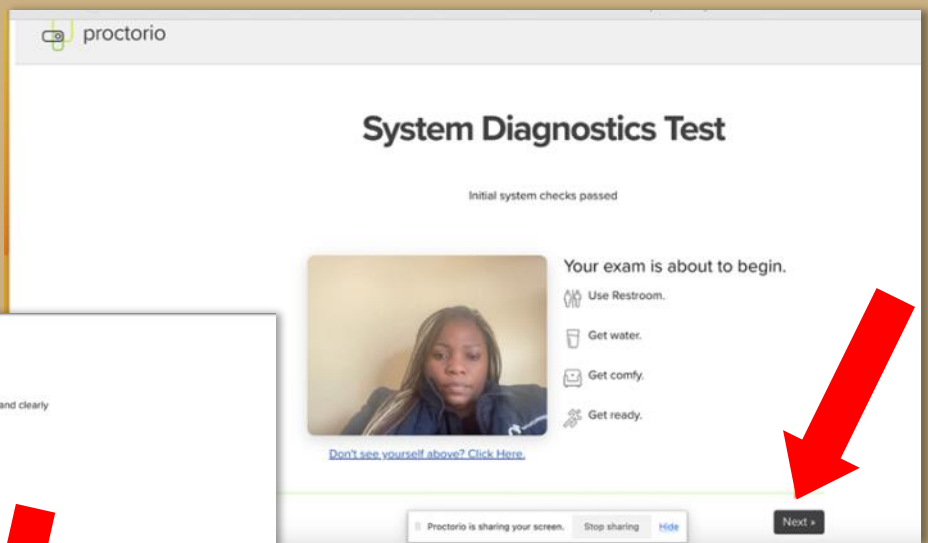 proctorio
System Diagnostics Test
Initial system checks passed
Your exam is about to begin.
Use Restroom.
Get water.
Get comfy.
Get ready.
and clearly
Don't see yourself above? Click Here.
Proctorio is sharing your screen. Stop sharing Hide
Next »